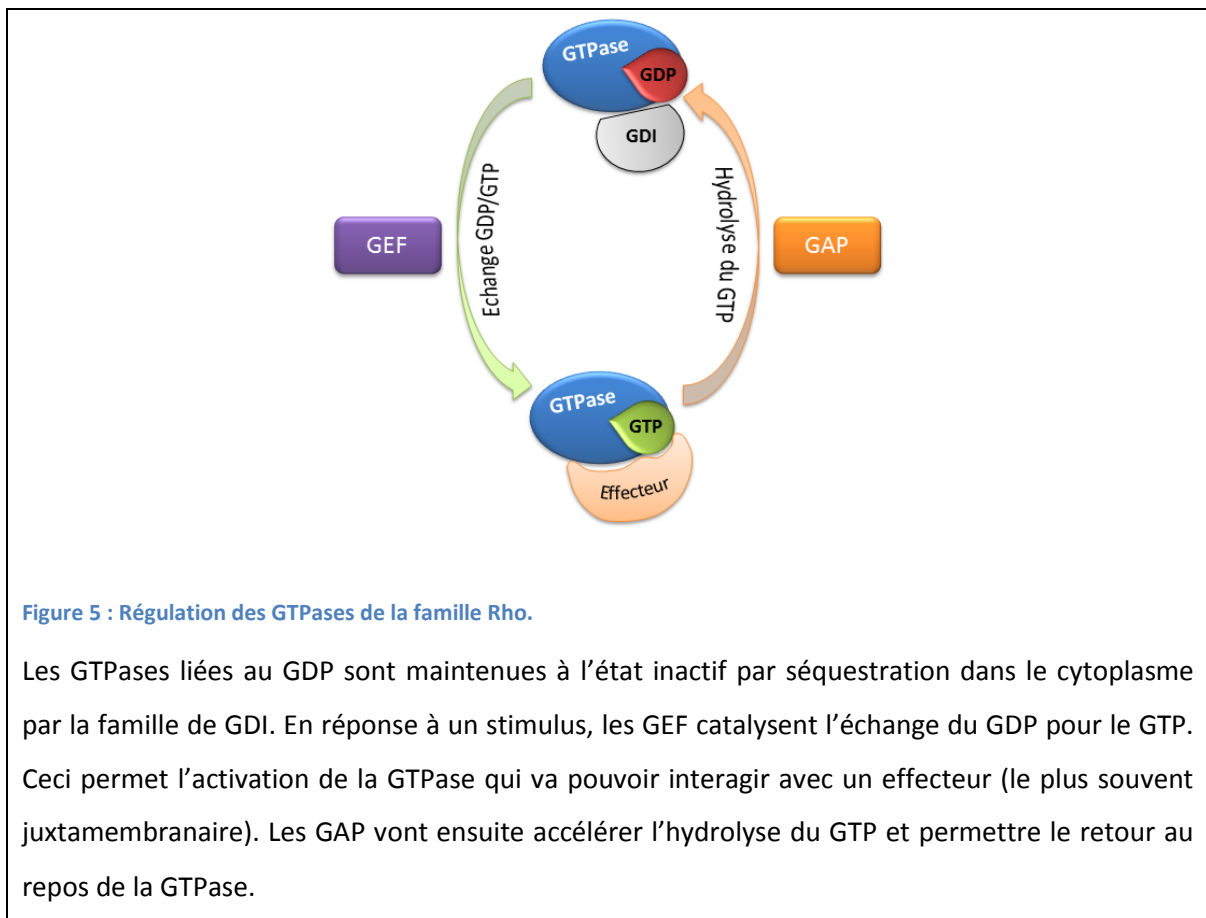 GTPase
GDP
GDI
Echange GDP/GTP
Hydrolyse du GTP
GEF
GAP
GTPase
GTP
Effecteur
Figure 5 : Régulation des GTPases de la famille Rho.
Les GTPases liées au GDP sont maintenues à l’état inactif par séquestration dans le cytoplasme
par la famille de GDI. En réponse à un stimulus, les GEF catalysent l’échange du GDP pour le GTP.
Ceci permet l’activation de la GTPase qui va pouvoir interagir avec un effecteur (le plus souvent
juxtamembranaire). Les GAP vont ensuite accélérer l’hydrolyse du GTP et permettre le retour au
repos de la GTPase.